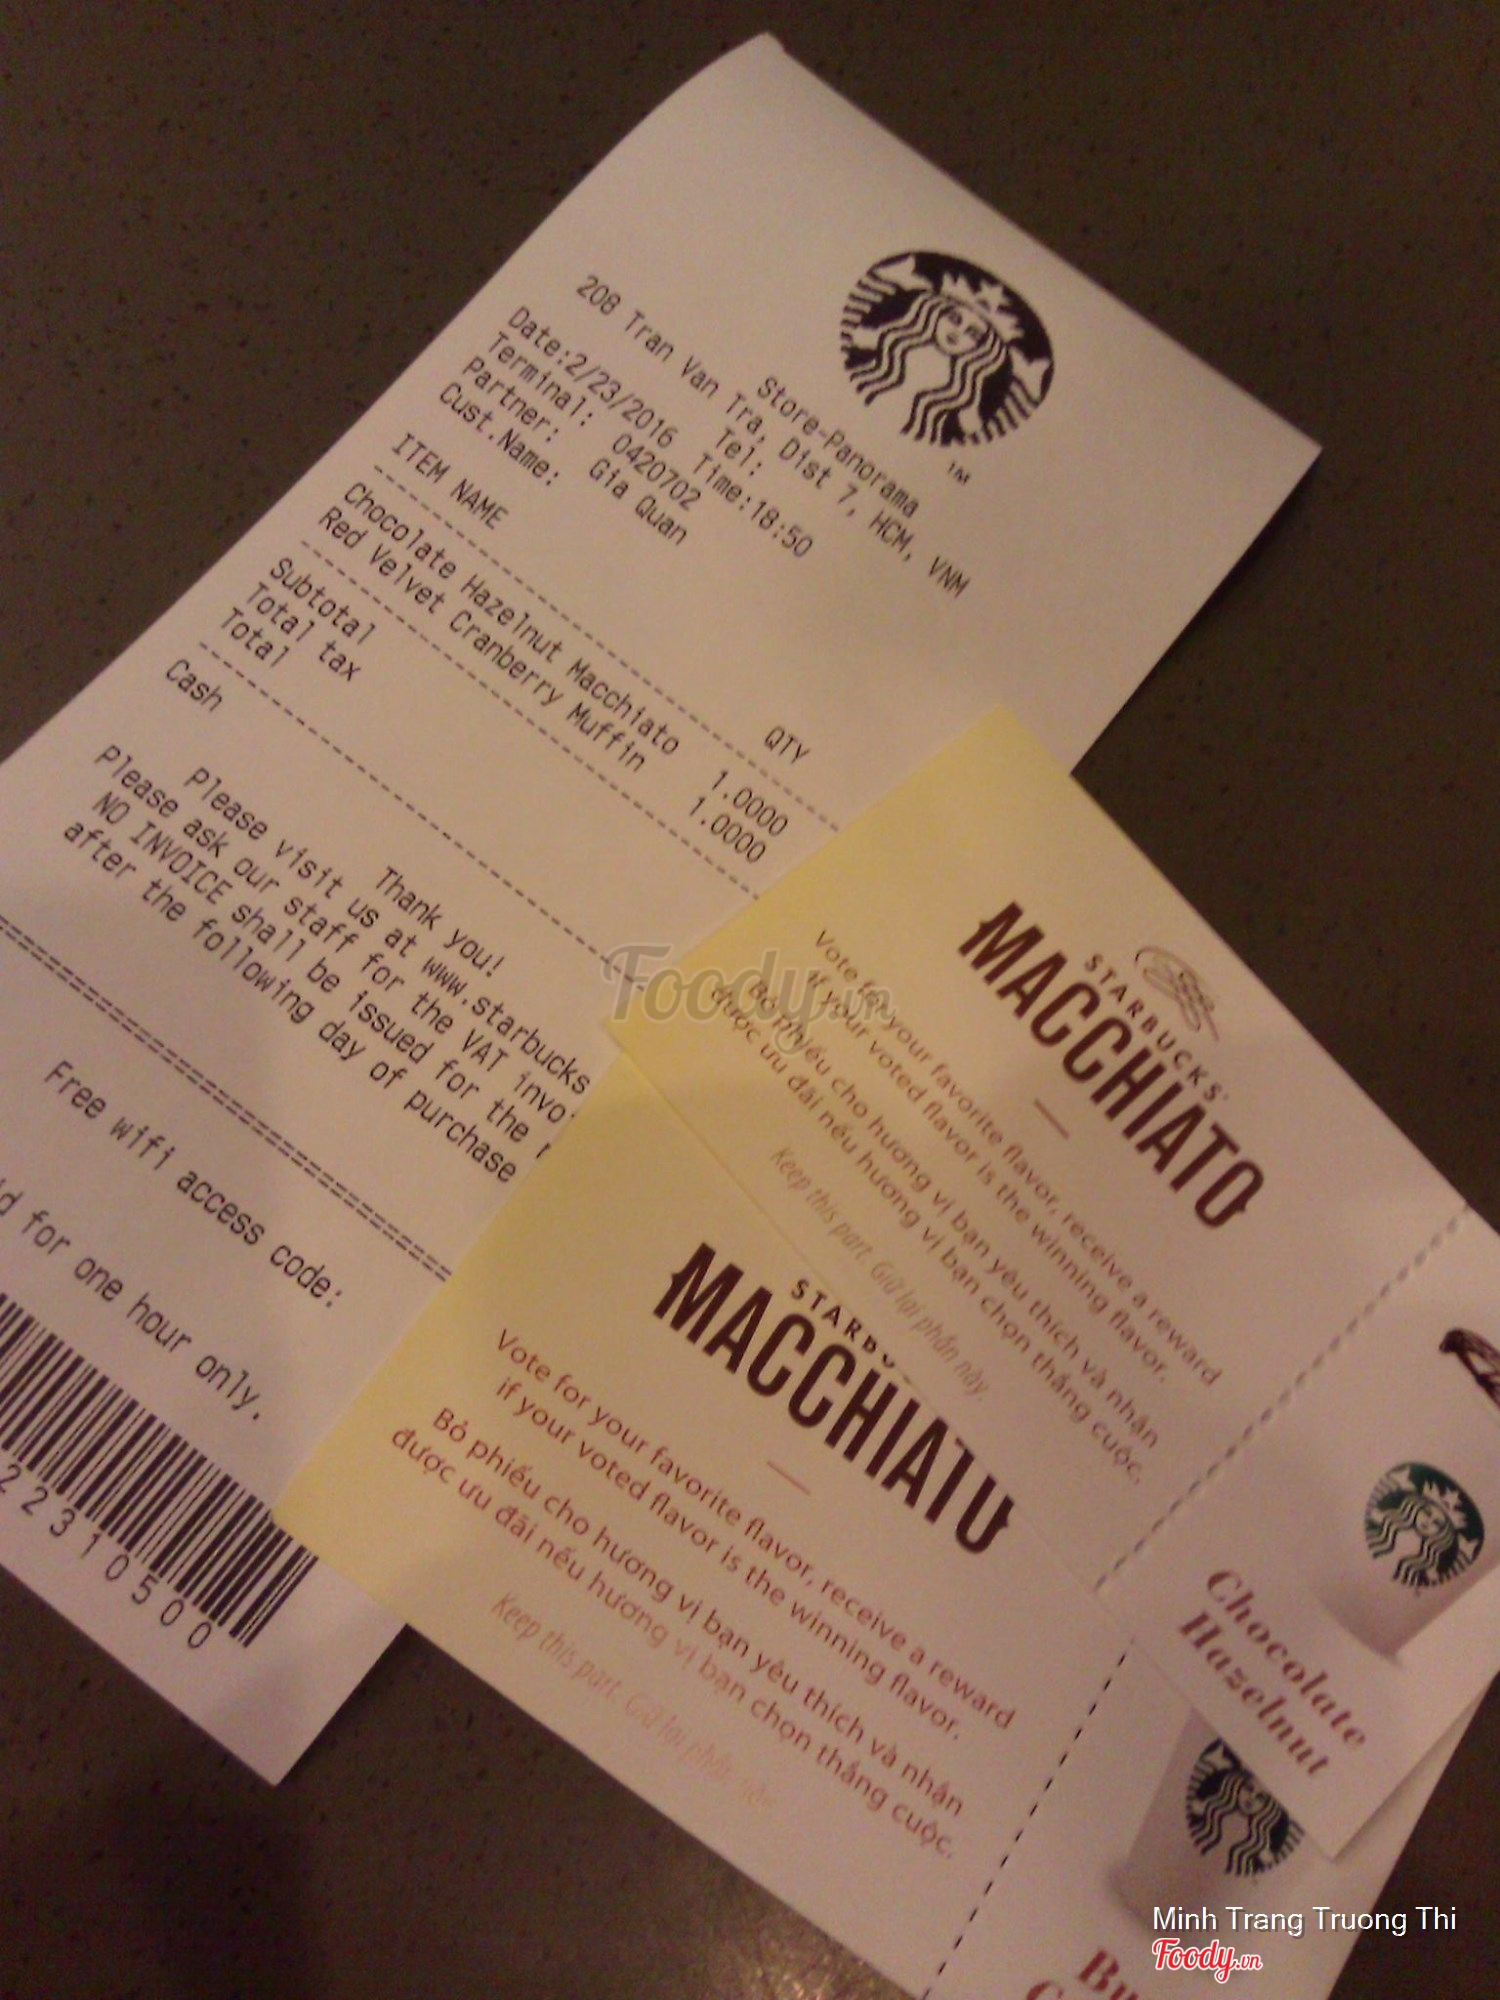 TM
Store-Panorama
208 Tran Van Tra, Dist 7, HCM, VNM
Tel:
Date:2/23/2016 Time:18:50
Terminal: 0420702
Partner: Gia Quan
Cust.Name:
ITEM NAME QTY
Chocolate Hazelnut Macchiato 1.0000
Red Velvet Cranberry Muffin 1.0000
Subtotal
Total tax
Total
Cash
Thank you!
Please visit us at www.starbucks
Please ask our staff for the VAT invo
NO INVOICE shall be issued for the
after the following day of purchase
Free wifi access code:
d for one hour only.
2 2 3 1 0 5 0 0
STARBUCKS®
MACCHIATO
Vote for your favorite flavor, receive a reward
if your voted flavor is the winning flavor.
Bỏ phiếu cho hương vị bạn yêu thích và nhận
được ưu đãi nếu hương vị bạn chọn thắng cuộc.
Keep this part. Giữ lại phần này.
Chocolate
Hazelnut
STARBU
MACCHIATO
Vote for your favorite flavor, receive a reward
if your voted flavor is the winning flavor.
Bỏ phiếu cho hương vị bạn yêu thích và nhận
được ưu đãi nếu hương vị bạn chọn thắng cuộc.
Keep this part. Giữ lại phần này.
Bu
Foody.vn
Minh Trang Truong Thi
Foody.vn